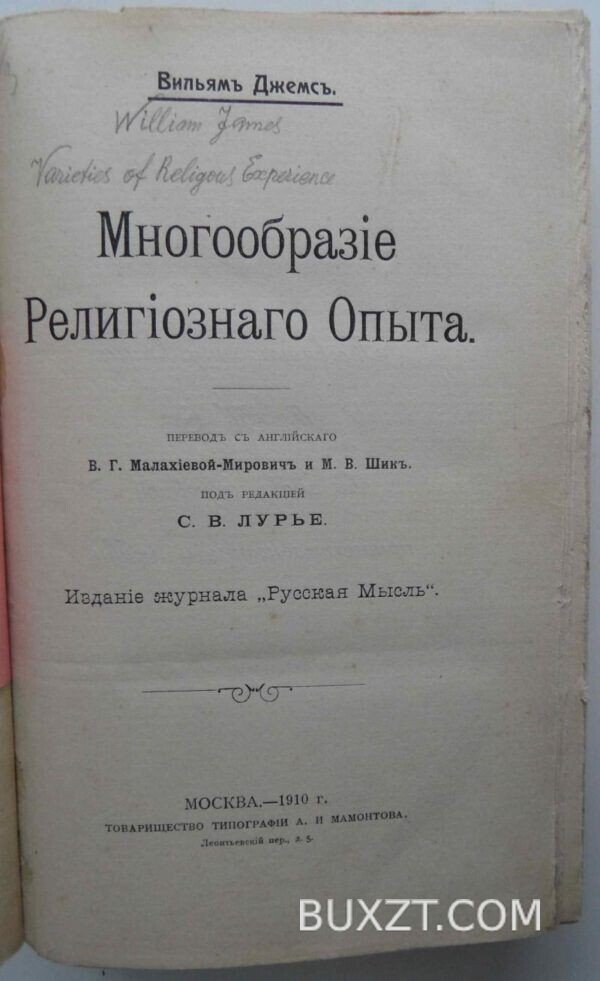 Вильямъ Джемсъ.
William James
Varieties of Religous Experience
Многообразіе
Религіознаго Опыта.
ПЕРЕВОДЪ СЪ АНГЛІЙСКАГО
В. Г. Малахіевой-Мировичъ и М. В. Шикъ.
ПОДЪ РЕДАКЦІЕЙ
С. В. ЛУРЬЕ.
Изданіе журнала „Русская Мысль“.
МОСКВА.—1910 г.
ТОВАРИЩЕСТВО ТИПОГРАФІИ А. И МАМОНТОВА.
Леонтьевскій пер., д. 5.
BUXZT.COM